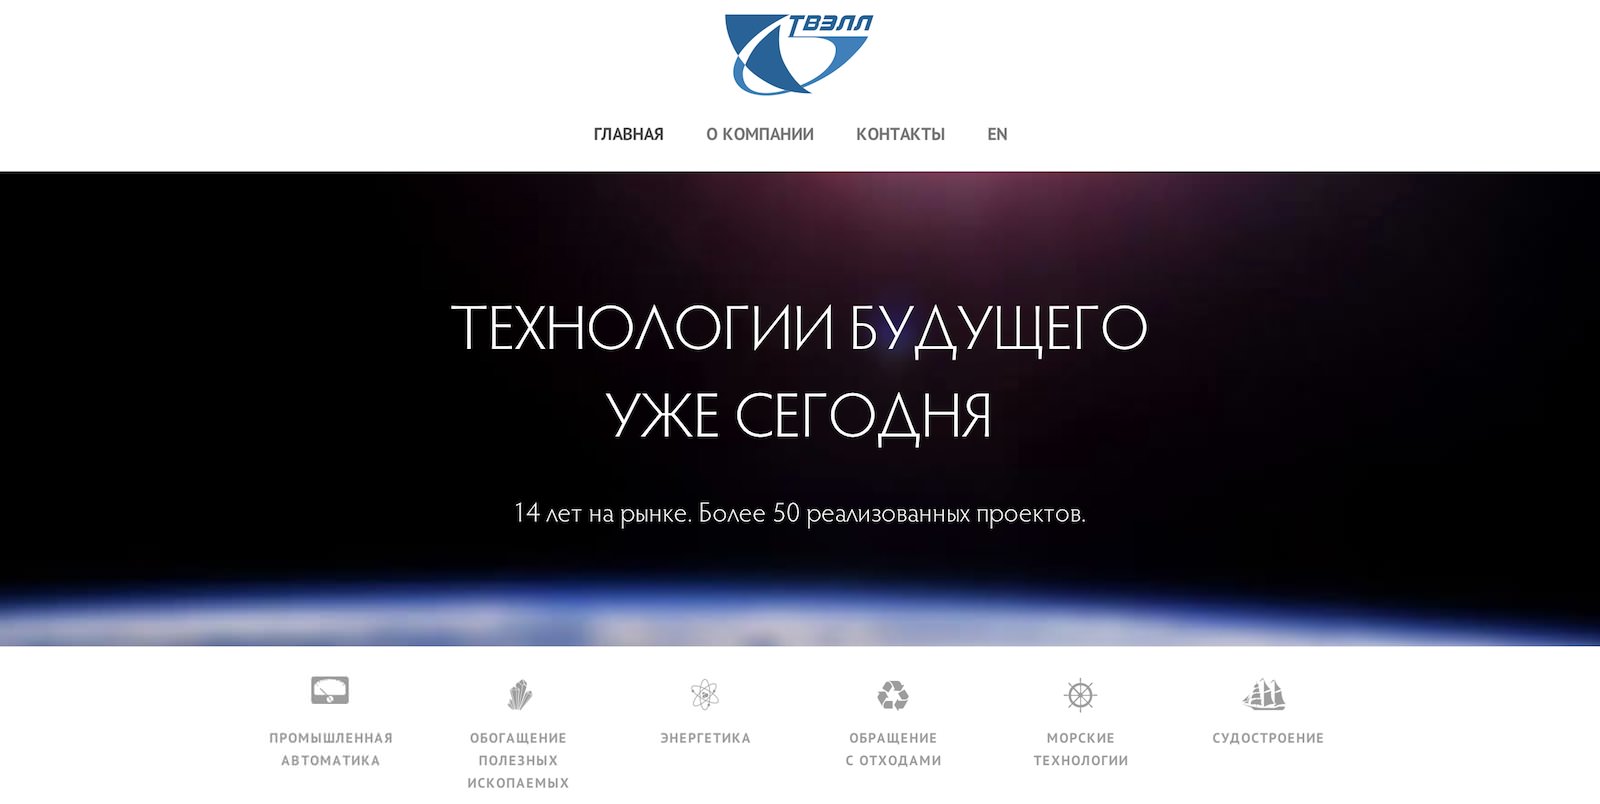 ТВЭЛЛ
ГЛАВНАЯ О КОМПАНИИ КОНТАКТЫ EN
ТЕХНОЛОГИИ БУДУЩЕГО
УЖЕ СЕГОДНЯ
14 лет на рынке. Более 50 реализованных проектов.
ПРОМЫШЛЕННАЯ
АВТОМАТИКА
ОБОГАЩЕНИЕ
ПОЛЕЗНЫХ
ИСКОПАЕМЫХ
ЭНЕРГЕТИКА
ОБРАЩЕНИЕ
С ОТХОДАМИ
МОРСКИЕ
ТЕХНОЛОГИИ
СУДОСТРОЕНИЕ